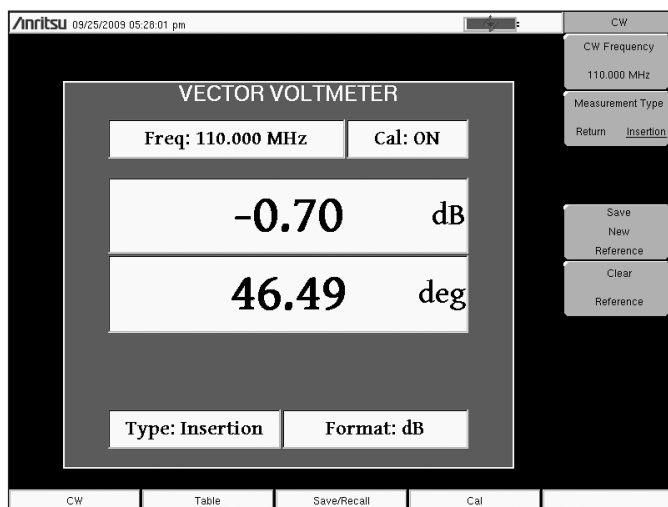 /Inritsu 09/25/2009 05:28:01 pm
CW
CW Frequency
110.000 MHz
Measurement Type
Return Insertion
Save
New
Reference
Clear
Reference
VECTOR VOLTMETER
Freq: 110.000 MHz Cal: ON
-0.70 dB
46.49 deg
Type: Insertion Format: dB
CW Table Save/Recall Cal